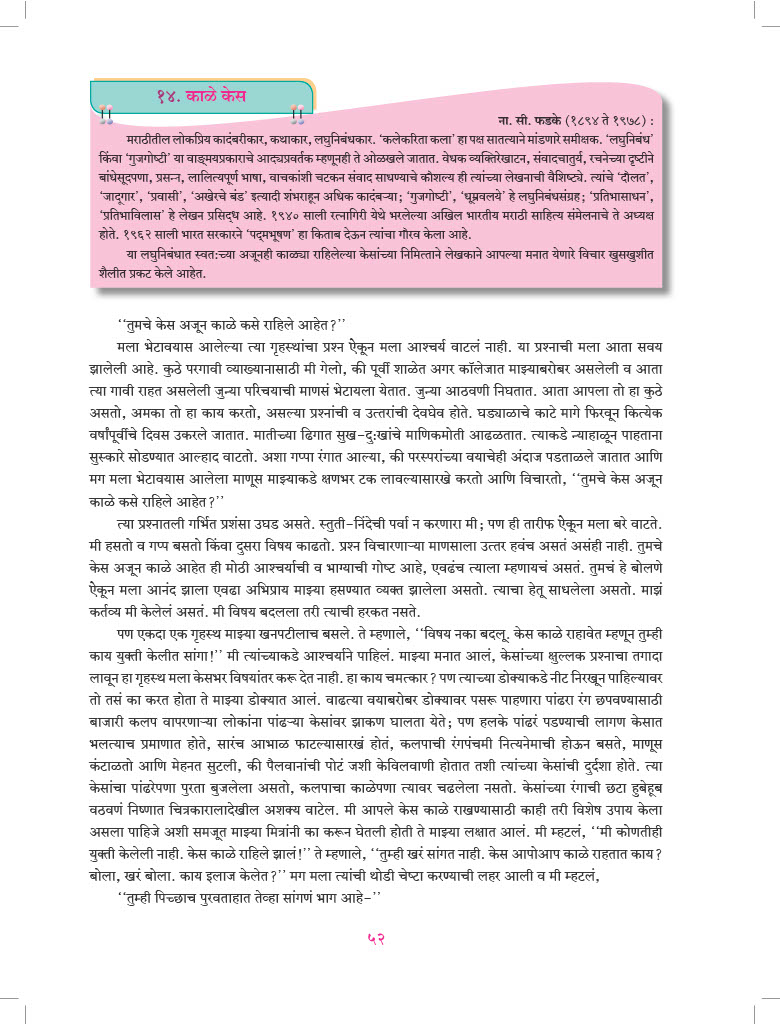 १४. काळे केस
ना. सी. फडके (१८९४ ते १९७८) :
मराठीतील लोकप्रिय कादंबरीकार, कथाकार, लघुनिबंधकार. ‘कलेकरिता कला’ हा पक्ष सातत्याने मांडणारे समीक्षक. ‘लघुनिबंध’
किंवा ‘गुजगोष्टी’ या वाङ्मयप्रकाराचे आद्यप्रवर्तक म्हणूनही ते ओळखले जातात. वेधक व्यक्तिरेखाटन, संवादचातुर्य, रचनेच्या दृष्टीने
बांधेसूदपणा, प्रसन्न, लालित्यपूर्ण भाषा, वाचकांशी चटकन संवाद साधण्याचे कौशल्य ही त्यांच्या लेखनाची वैशिष्ट्ये. त्यांचे ‘दौलत’,
‘जादूगार’, ‘प्रवासी’, ‘अखेरचे बंड’ इत्यादी शंभराहून अधिक कादंबऱ्या; ‘गुजगोष्टी’, ‘धूम्रवलये’ हे लघुनिबंधसंग्रह; ‘प्रतिभासाधन’,
‘प्रतिभाविलास’ हे लेखन प्रसिद्ध आहे. १९४० साली रत्नागिरी येथे भरलेल्या अखिल भारतीय मराठी साहित्य संमेलनाचे ते अध्यक्ष
होते. १९६२ साली भारत सरकारने ‘पद्मभूषण’ हा किताब देऊन त्यांचा गौरव केला आहे.
या लघुनिबंधात स्वत:च्या अजूनही काळ्या राहिलेल्या केसांच्या निमित्ताने लेखकाने आपल्या मनात येणारे विचार खुसखुशीत
शैलीत प्रकट केले आहेत.
‘‘तुमचे केस अजून काळे कसे राहिले आहेत?’’
मला भेटावयास आलेल्या त्या गृहस्थांचा प्रश्न ऐकून मला आश्चर्य वाटलं नाही. या प्रश्नाची मला आता सवय
झालेली आहे. कुठे परगावी व्याख्यानासाठी मी गेलो, की पूर्वी शाळेत अगर कॉलेजात माझ्याबरोबर असलेली व आता
त्या गावी राहत असलेली जुन्या परिचयाची माणसं भेटायला येतात. जुन्या आठवणी निघतात. आता आपला तो हा कुठे
असतो, अमका तो हा काय करतो, असल्या प्रश्नांची व उत्तरांची देवघेव होते. घड्याळाचे काटे मागे फिरवून कित्येक
वर्षांपूर्वीचे दिवस उकरले जातात. मातीच्या ढिगात सुख-दु:खांचे माणिकमोती आढळतात. त्याकडे न्याहाळून पाहताना
सुस्कारे सोडण्यात आल्हाद वाटतो. अशा गप्पा रंगात आल्या, की परस्परांच्या वयाचेही अंदाज पडताळले जातात आणि
मग मला भेटावयास आलेला माणूस माझ्याकडे क्षणभर टक लावल्यासारखे करतो आणि विचारतो, ‘‘तुमचे केस अजून
काळे कसे राहिले आहेत?’’
त्या प्रश्नातली गर्भित प्रशंसा उघड असते. स्तुती-निंदेची पर्वा न करणारा मी; पण ही तारीफ ऐकून मला बरे वाटते.
मी हसतो व गप्प बसतो किंवा दुसरा विषय काढतो. प्रश्न विचारणाऱ्या माणसाला उत्तर हवंच असतं असंही नाही. तुमचे
केस अजून काळे आहेत ही मोठी आश्चर्याची व भाग्याची गोष्ट आहे, एवढंच त्याला म्हणायचं असतं. तुमचं हे बोलणे
ऐकून मला आनंद झाला एवढा अभिप्राय माझ्या हसण्यात व्यक्त झालेला असतो. त्याचा हेतू साधलेला असतो. माझं
कर्तव्य मी केलेलं असतं. मी विषय बदलला तरी त्याची हरकत नसते.
पण एकदा एक गृहस्थ माझ्या खनपटीलाच बसले. ते म्हणाले, ‘‘विषय नका बदलू. केस काळे राहावेत म्हणून तुम्ही
काय युक्ती केलीत सांगा!’’ मी त्यांच्याकडे आश्चर्याने पाहिलं. माझ्या मनात आलं, केसांच्या क्षुल्लक प्रश्नाचा तगादा
लावून हा गृहस्थ मला केसभर विषयांतर करू देत नाही. हा काय चमत्कार? पण त्याच्या डोक्याकडे नीट निरखून पाहिल्यावर
तो तसं का करत होता ते माझ्या डोक्यात आलं. वाढत्या वयाबरोबर डोक्यावर पसरू पाहणारा पांढरा रंग छपवण्यासाठी
बाजारी कलप वापरणाऱ्या लोकांना पांढऱ्या केसांवर झाकण घालता येते; पण हलके पांढरं पडण्याची लागण केसात
भलत्याच प्रमाणात होते, सारंच आभाळ फाटल्यासारखं होतं, कलपाची रंगपंचमी नित्यनेमाची होऊन बसते, माणूस
कंटाळतो आणि मेहनत सुटली, की पैलवानांची पोटं जशी केविलवाणी होतात तशी त्यांच्या केसांची दुर्दशा होते. त्या
केसांचा पांढरेपणा पुरता बुजलेला असतो, कलपाचा काळेपणा त्यावर चढलेला नसतो. केसांच्या रंगाची छटा हुबेहूब
वठवणं निष्णात चित्रकारालादेखील अशक्य वाटेल. मी आपले केस काळे राखण्यासाठी काही तरी विशेष उपाय केला
असला पाहिजे अशी समजूत माझ्या मित्रांनी का करून घेतली होती ते माझ्या लक्षात आलं. मी म्हटलं, ‘‘मी कोणतीही
युक्ती केलेली नाही. केस काळे राहिले झालं!’’ ते म्हणाले, ‘‘तुम्ही खरं सांगत नाही. केस आपोआप काळे राहतात काय?
बोला, खरं बोला. काय इलाज केलेत?’’ मग मला त्यांची थोडी चेष्टा करण्याची लहर आली व मी म्हटलं,
‘‘तुम्ही पिच्छाच पुरवताहात तेव्हा सांगणं भाग आहे-’’
५२